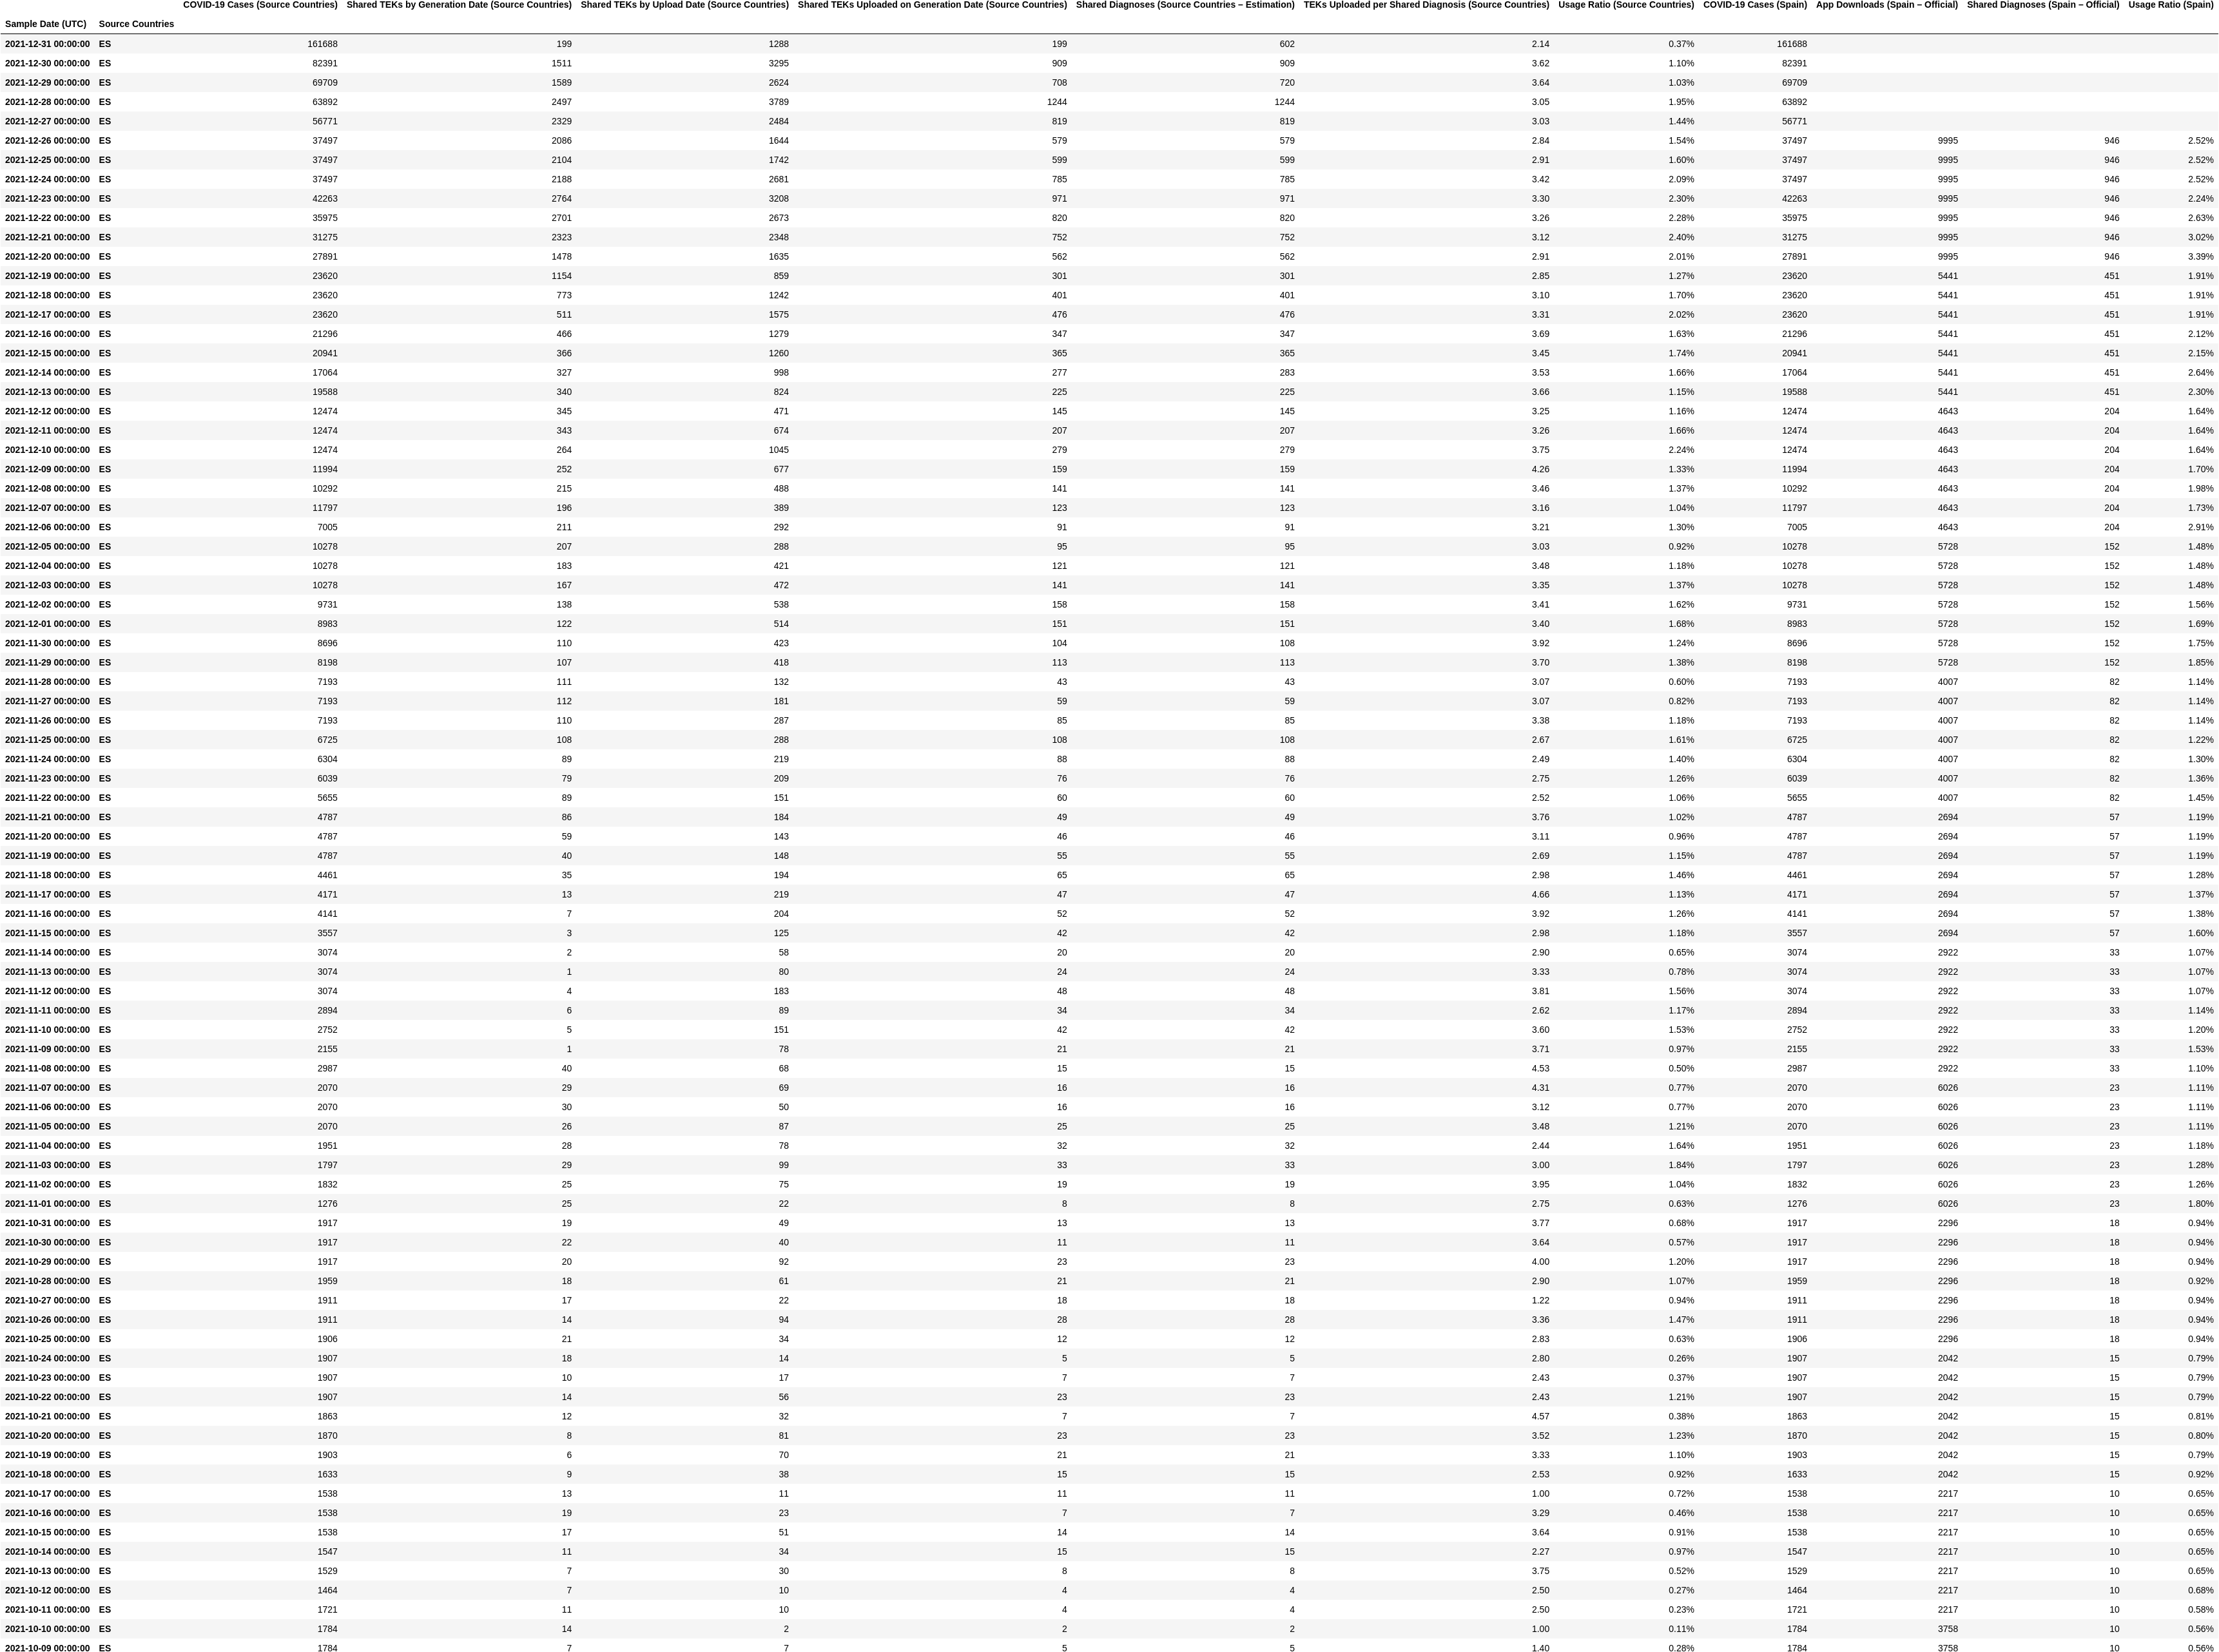 COVID-19 Cases (Source Countries) Shared TEKs by Generation Date (Source Countries) Shared TEKs by Upload Date (Source Countries) Shared TEKs Uploaded on Generation Date (Source Countries) Shared Diagnoses (Source Countries – Estimation) TEKs Uploaded per Shared Diagnosis (Source Countries) Usage Ratio (Source Countries) COVID-19 Cases (Spain) App Downloads (Spain – Official) Shared Diagnoses (Spain – Official) Usage Ratio (Spain)
Sample Date (UTC) Source Countries
2021-12-31 00:00:00 ES 161688 199 1288 199 602 2.14 0.37% 161688
2021-12-30 00:00:00 ES 82391 1511 3295 909 909 3.62 1.10% 82391
2021-12-29 00:00:00 ES 69709 1589 2624 708 720 3.64 1.03% 69709
2021-12-28 00:00:00 ES 63892 2497 3789 1244 1244 3.05 1.95% 63892
2021-12-27 00:00:00 ES 56771 2329 2484 819 819 3.03 1.44% 56771
2021-12-26 00:00:00 ES 37497 2086 1644 579 579 2.84 1.54% 37497 9995 946 2.52%
2021-12-25 00:00:00 ES 37497 2104 1742 599 599 2.91 1.60% 37497 9995 946 2.52%
2021-12-24 00:00:00 ES 37497 2188 2681 785 785 3.42 2.09% 37497 9995 946 2.52%
2021-12-23 00:00:00 ES 42263 2764 3208 971 971 3.30 2.30% 42263 9995 946 2.24%
2021-12-22 00:00:00 ES 35975 2701 2673 820 820 3.26 2.28% 35975 9995 946 2.63%
2021-12-21 00:00:00 ES 31275 2323 2348 752 752 3.12 2.40% 31275 9995 946 3.02%
2021-12-20 00:00:00 ES 27891 1478 1635 562 562 2.91 2.01% 27891 9995 946 3.39%
2021-12-19 00:00:00 ES 23620 1154 859 301 301 2.85 1.27% 23620 5441 451 1.91%
2021-12-18 00:00:00 ES 23620 773 1242 401 401 3.10 1.70% 23620 5441 451 1.91%
2021-12-17 00:00:00 ES 23620 511 1575 476 476 3.31 2.02% 23620 5441 451 1.91%
2021-12-16 00:00:00 ES 21296 466 1279 347 347 3.69 1.63% 21296 5441 451 2.12%
2021-12-15 00:00:00 ES 20941 366 1260 365 365 3.45 1.74% 20941 5441 451 2.15%
2021-12-14 00:00:00 ES 17064 327 998 277 283 3.53 1.66% 17064 5441 451 2.64%
2021-12-13 00:00:00 ES 19588 340 824 225 225 3.66 1.15% 19588 5441 451 2.30%
2021-12-12 00:00:00 ES 12474 345 471 145 145 3.25 1.16% 12474 4643 204 1.64%
2021-12-11 00:00:00 ES 12474 343 674 207 207 3.26 1.66% 12474 4643 204 1.64%
2021-12-10 00:00:00 ES 12474 264 1045 279 279 3.75 2.24% 12474 4643 204 1.64%
2021-12-09 00:00:00 ES 11994 252 677 159 159 4.26 1.33% 11994 4643 204 1.70%
2021-12-08 00:00:00 ES 10292 215 488 141 141 3.46 1.37% 10292 4643 204 1.98%
2021-12-07 00:00:00 ES 11797 196 389 123 123 3.16 1.04% 11797 4643 204 1.73%
2021-12-06 00:00:00 ES 7005 211 292 91 91 3.21 1.30% 7005 4643 204 2.91%
2021-12-05 00:00:00 ES 10278 207 288 95 95 3.03 0.92% 10278 5728 152 1.48%
2021-12-04 00:00:00 ES 10278 183 421 121 121 3.48 1.18% 10278 5728 152 1.48%
2021-12-03 00:00:00 ES 10278 167 472 141 141 3.35 1.37% 10278 5728 152 1.48%
2021-12-02 00:00:00 ES 9731 138 538 158 158 3.41 1.62% 9731 5728 152 1.56%
2021-12-01 00:00:00 ES 8983 122 514 151 151 3.40 1.68% 8983 5728 152 1.69%
2021-11-30 00:00:00 ES 8696 110 423 104 108 3.92 1.24% 8696 5728 152 1.75%
2021-11-29 00:00:00 ES 8198 107 418 113 113 3.70 1.38% 8198 5728 152 1.85%
2021-11-28 00:00:00 ES 7193 111 132 43 43 3.07 0.60% 7193 4007 82 1.14%
2021-11-27 00:00:00 ES 7193 112 181 59 59 3.07 0.82% 7193 4007 82 1.14%
2021-11-26 00:00:00 ES 7193 110 287 85 85 3.38 1.18% 7193 4007 82 1.14%
2021-11-25 00:00:00 ES 6725 108 288 108 108 2.67 1.61% 6725 4007 82 1.22%
2021-11-24 00:00:00 ES 6304 89 219 88 88 2.49 1.40% 6304 4007 82 1.30%
2021-11-23 00:00:00 ES 6039 79 209 76 76 2.75 1.26% 6039 4007 82 1.36%
2021-11-22 00:00:00 ES 5655 89 151 60 60 2.52 1.06% 5655 4007 82 1.45%
2021-11-21 00:00:00 ES 4787 86 184 49 49 3.76 1.02% 4787 2694 57 1.19%
2021-11-20 00:00:00 ES 4787 59 143 46 46 3.11 0.96% 4787 2694 57 1.19%
2021-11-19 00:00:00 ES 4787 40 148 55 55 2.69 1.15% 4787 2694 57 1.19%
2021-11-18 00:00:00 ES 4461 35 194 65 65 2.98 1.46% 4461 2694 57 1.28%
2021-11-17 00:00:00 ES 4171 13 219 47 47 4.66 1.13% 4171 2694 57 1.37%
2021-11-16 00:00:00 ES 4141 7 204 52 52 3.92 1.26% 4141 2694 57 1.38%
2021-11-15 00:00:00 ES 3557 3 125 42 42 2.98 1.18% 3557 2694 57 1.60%
2021-11-14 00:00:00 ES 3074 2 58 20 20 2.90 0.65% 3074 2922 33 1.07%
2021-11-13 00:00:00 ES 3074 1 80 24 24 3.33 0.78% 3074 2922 33 1.07%
2021-11-12 00:00:00 ES 3074 4 183 48 48 3.81 1.56% 3074 2922 33 1.07%
2021-11-11 00:00:00 ES 2894 6 89 34 34 2.62 1.17% 2894 2922 33 1.14%
2021-11-10 00:00:00 ES 2752 5 151 42 42 3.60 1.53% 2752 2922 33 1.20%
2021-11-09 00:00:00 ES 2155 1 78 21 21 3.71 0.97% 2155 2922 33 1.53%
2021-11-08 00:00:00 ES 2987 40 68 15 15 4.53 0.50% 2987 2922 33 1.10%
2021-11-07 00:00:00 ES 2070 29 69 16 16 4.31 0.77% 2070 6026 23 1.11%
2021-11-06 00:00:00 ES 2070 30 50 16 16 3.12 0.77% 2070 6026 23 1.11%
2021-11-05 00:00:00 ES 2070 26 87 25 25 3.48 1.21% 2070 6026 23 1.11%
2021-11-04 00:00:00 ES 1951 28 78 32 32 2.44 1.64% 1951 6026 23 1.18%
2021-11-03 00:00:00 ES 1797 29 99 33 33 3.00 1.84% 1797 6026 23 1.28%
2021-11-02 00:00:00 ES 1832 25 75 19 19 3.95 1.04% 1832 6026 23 1.26%
2021-11-01 00:00:00 ES 1276 25 22 8 8 2.75 0.63% 1276 6026 23 1.80%
2021-10-31 00:00:00 ES 1917 19 49 13 13 3.77 0.68% 1917 2296 18 0.94%
2021-10-30 00:00:00 ES 1917 22 40 11 11 3.64 0.57% 1917 2296 18 0.94%
2021-10-29 00:00:00 ES 1917 20 92 23 23 4.00 1.20% 1917 2296 18 0.94%
2021-10-28 00:00:00 ES 1959 18 61 21 21 2.90 1.07% 1959 2296 18 0.92%
2021-10-27 00:00:00 ES 1911 17 22 18 18 1.22 0.94% 1911 2296 18 0.94%
2021-10-26 00:00:00 ES 1911 14 94 28 28 3.36 1.47% 1911 2296 18 0.94%
2021-10-25 00:00:00 ES 1906 21 34 12 12 2.83 0.63% 1906 2296 18 0.94%
2021-10-24 00:00:00 ES 1907 18 14 5 5 2.80 0.26% 1907 2042 15 0.79%
2021-10-23 00:00:00 ES 1907 10 17 7 7 2.43 0.37% 1907 2042 15 0.79%
2021-10-22 00:00:00 ES 1907 14 56 23 23 2.43 1.21% 1907 2042 15 0.79%
2021-10-21 00:00:00 ES 1863 12 32 7 7 4.57 0.38% 1863 2042 15 0.81%
2021-10-20 00:00:00 ES 1870 8 81 23 23 3.52 1.23% 1870 2042 15 0.80%
2021-10-19 00:00:00 ES 1903 6 70 21 21 3.33 1.10% 1903 2042 15 0.79%
2021-10-18 00:00:00 ES 1633 9 38 15 15 2.53 0.92% 1633 2042 15 0.92%
2021-10-17 00:00:00 ES 1538 13 11 11 11 1.00 0.72% 1538 2217 10 0.65%
2021-10-16 00:00:00 ES 1538 19 23 7 7 3.29 0.46% 1538 2217 10 0.65%
2021-10-15 00:00:00 ES 1538 17 51 14 14 3.64 0.91% 1538 2217 10 0.65%
2021-10-14 00:00:00 ES 1547 11 34 15 15 2.27 0.97% 1547 2217 10 0.65%
2021-10-13 00:00:00 ES 1529 7 30 8 8 3.75 0.52% 1529 2217 10 0.65%
2021-10-12 00:00:00 ES 1464 7 10 4 4 2.50 0.27% 1464 2217 10 0.68%
2021-10-11 00:00:00 ES 1721 11 10 4 4 2.50 0.23% 1721 2217 10 0.58%
2021-10-10 00:00:00 ES 1784 14 2 2 2 1.00 0.11% 1784 3758 10 0.56%
2021-10-09 00:00:00 ES 1784 7 7 5 5 1.40 0.28% 1784 3758 10 0.56%